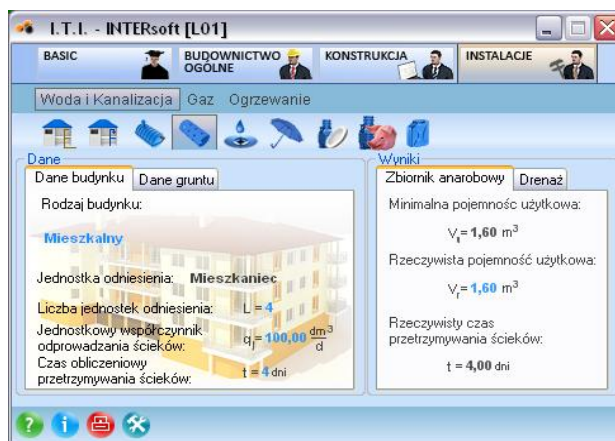 I.T.I. - INTERsoft [L01]
BASIC
BUDOWNICTWO OGÓLNE
KONSTRUKCJA
INSTALACJE
Woda i Kanalizacja Gaz Ogrzewanie
Dane
Dane budynku Dane gruntu
Rodzaj budynku:
Mieszkalny
Jednostka odniesienia: Mieszkaniec
Liczba jednostek odniesienia: L = 4
Jednostkowy współczynnik
odprowadzania ścieków: qj= 100,00 dm³/d
Czas obliczeniowy
przetrzymywania ścieków: t = 4 dni
Wyniki
Zbiornik anarobowy Drenaż
Minimalna pojemnośc użytkowa:
V₁= 1,60 m³
Rzeczywista pojemność użytkowa:
Vr= 1,60 m³
Rzeczywisty czas
przetrzymywania ścieków:
t = 4,00 dni